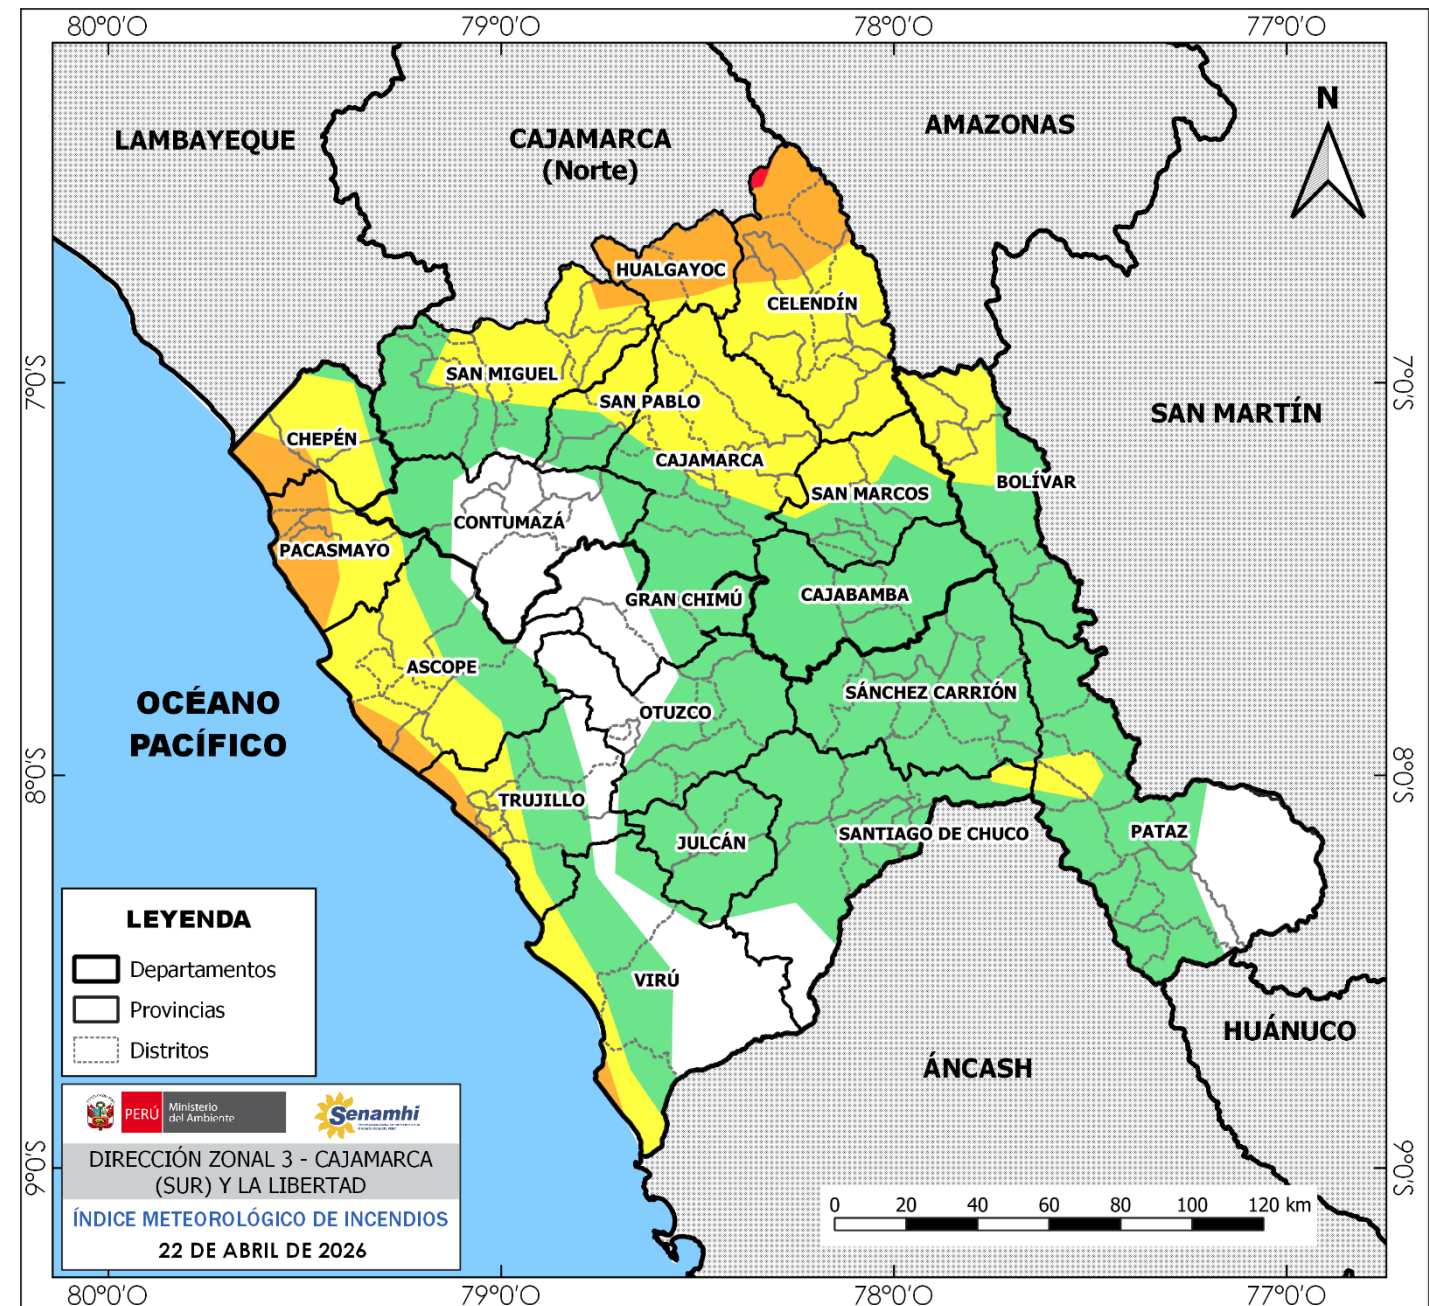 80°0'O
79°0'O
78°0'O
77°0'O
LAMBAYEQUE
CAJAMARCA
(Norte)
AMAZONAS
N
HUALGAYOC
CELENDÍN
7°0'S
7°0'S
SAN MIGUEL
SAN PABLO
SAN MARTÍN
CHEPÉN
CAJAMARCA
SAN MARCOS
BOLÍVAR
CONTUMAZÁ
PACASMAYO
GRAN CHIMÚ
CAJABAMBA
ASCOPE
SÁNCHEZ CARRIÓN
OCÉANO
PACÍFICO
OTUZCO
8°0'S
8°0'S
TRUJILLO
JULCÁN
SANTIAGO DE CHUCO
PATAZ
VIRÚ
HUÁNUCO
ÁNCASH
LEYENDA
Departamentos
Provincias
Distritos
PERÚ
Ministerio
del Ambiente
Senamhi
DIRECCIÓN ZONAL 3 - CAJAMARCA
(SUR) Y LA LIBERTAD
ÍNDICE METEOROLÓGICO DE INCENDIOS
22 DE ABRIL DE 2026
9°0'S
9°0'S
0 20 40 60 80 100 120 km
80°0'O
79°0'O
78°0'O
77°0'O